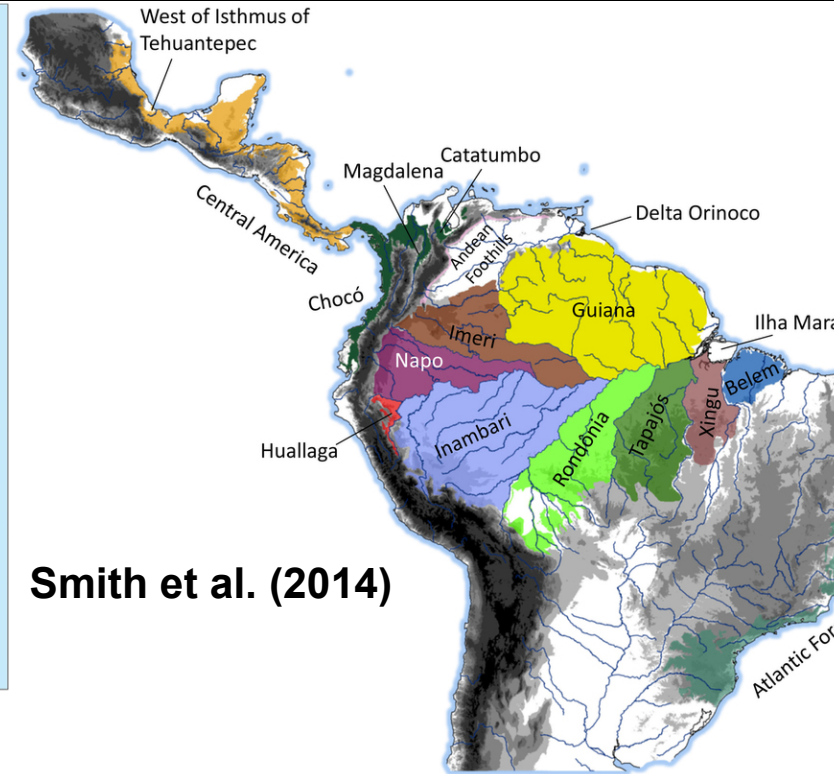 West of Isthmus of
Tehuantepec
Magdalena
Catatumbo
Central America
Andean
Foothills
Delta Orinoco
Chocó
Guiana
Imeri
Ilha Mara
Napo
Belem
Xingu
Tapajós
Rondônia
Inambari
Huallaga
Smith et al. (2014)
Atlantic For